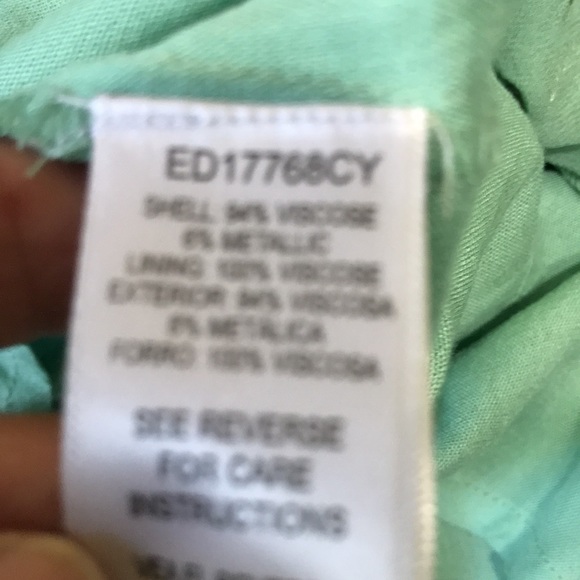 ED17768CY
SHELL 94% VISCOSE
6% METALLIC
LINING 100% VISCOSE
EXTERIOR 94% VISCOSA
6% METÁLICA
FORRO 100% VISCOSA
SEE REVERSE
FOR CARE
INSTRUCTIONS